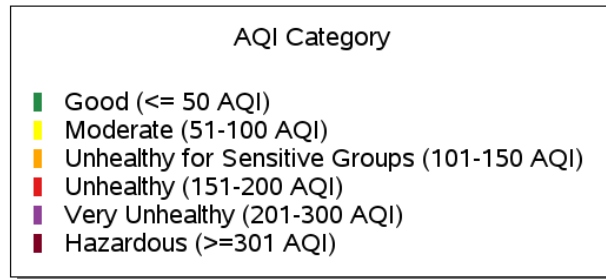 AQI Category
Good (<= 50 AQI)
Moderate (51-100 AQI)
Unhealthy for Sensitive Groups (101-150 AQI)
Unhealthy (151-200 AQI)
Very Unhealthy (201-300 AQI)
Hazardous (>=301 AQI)